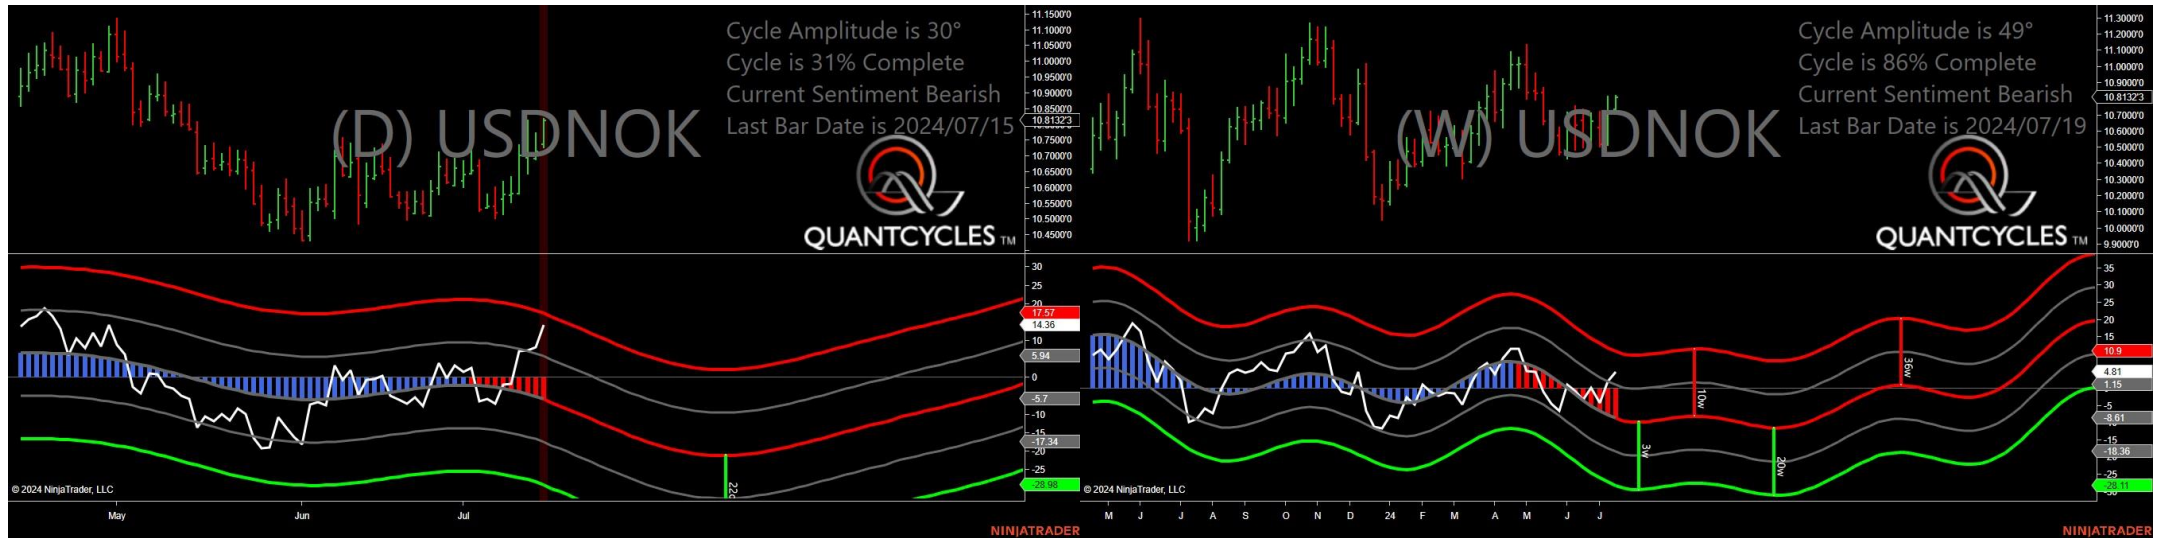 Cycle Amplitude is 30°
Cycle is 31% Complete
Current Sentiment Bearish
Last Bar Date is 2024/07/15
(D) USDNOK
QUANTCYCLES TM
11.1500'0
11.1000'0
11.0500'0
11.0000'0
10.9500'0
10.9000'0
10.8500'0
10.8132'3
10.7500'0
10.7000'0
10.6500'0
10.6000'0
10.5500'0
10.5000'0
10.4500'0
30
25
20
17.57
14.36
10
5.94
0
-5.7
-10
-15
-17.34
-20
-25
-28.98
22
© 2024 NinjaTrader, LLC
May
Jun
Jul
NINJATRADER
Cycle Amplitude is 49°
Cycle is 86% Complete
Current Sentiment Bearish
Last Bar Date is 2024/07/19
(W) USDNOK
QUANTCYCLES TM
11.3000'0
11.2000'0
11.1000'0
11.0000'0
10.9000'0
10.8132'3
10.7000'0
10.6000'0
10.5000'0
10.4000'0
10.3000'0
10.2000'0
10.1000'0
10.0000'0
9.9000'0
35
30
25
20
15
10.9
4.81
1.15
-5
-8.61
-15
-18.36
-25
-28.11
3w
10w
20w
36w
© 2024 NinjaTrader, LLC
M J J A S O N D 24 F M A M J J
NINJATRADER